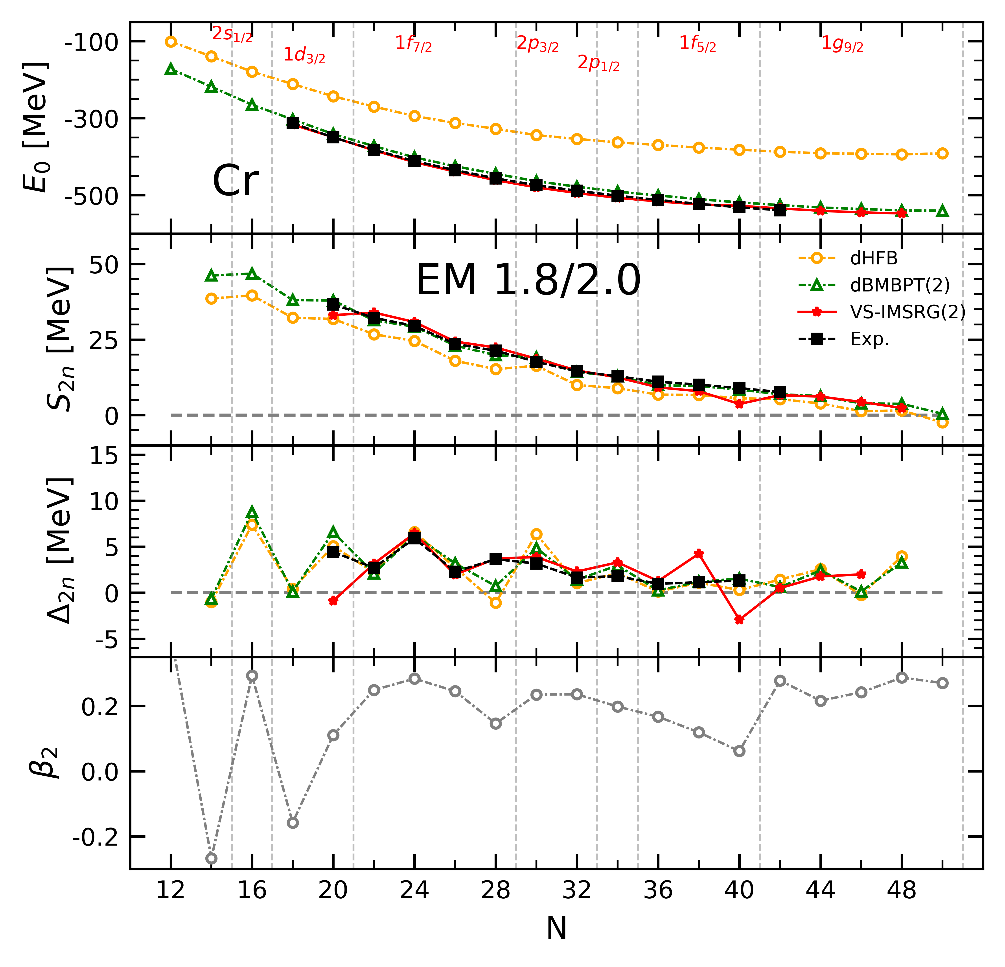 2s1/2
1d3/2
1f7/2
2p3/2
2p1/2
1f5/2
1g9/2
E0 [MeV]
-100
-300
-500
Cr
S2n [MeV]
50
25
0
EM 1.8/2.0
dHFB
dBMBPT(2)
VS-IMSRG(2)
Exp.
Δ2n [MeV]
15
10
5
0
-5
β2
0.2
0.0
-0.2
12 16 20 24 28 32 36 40 44 48
N